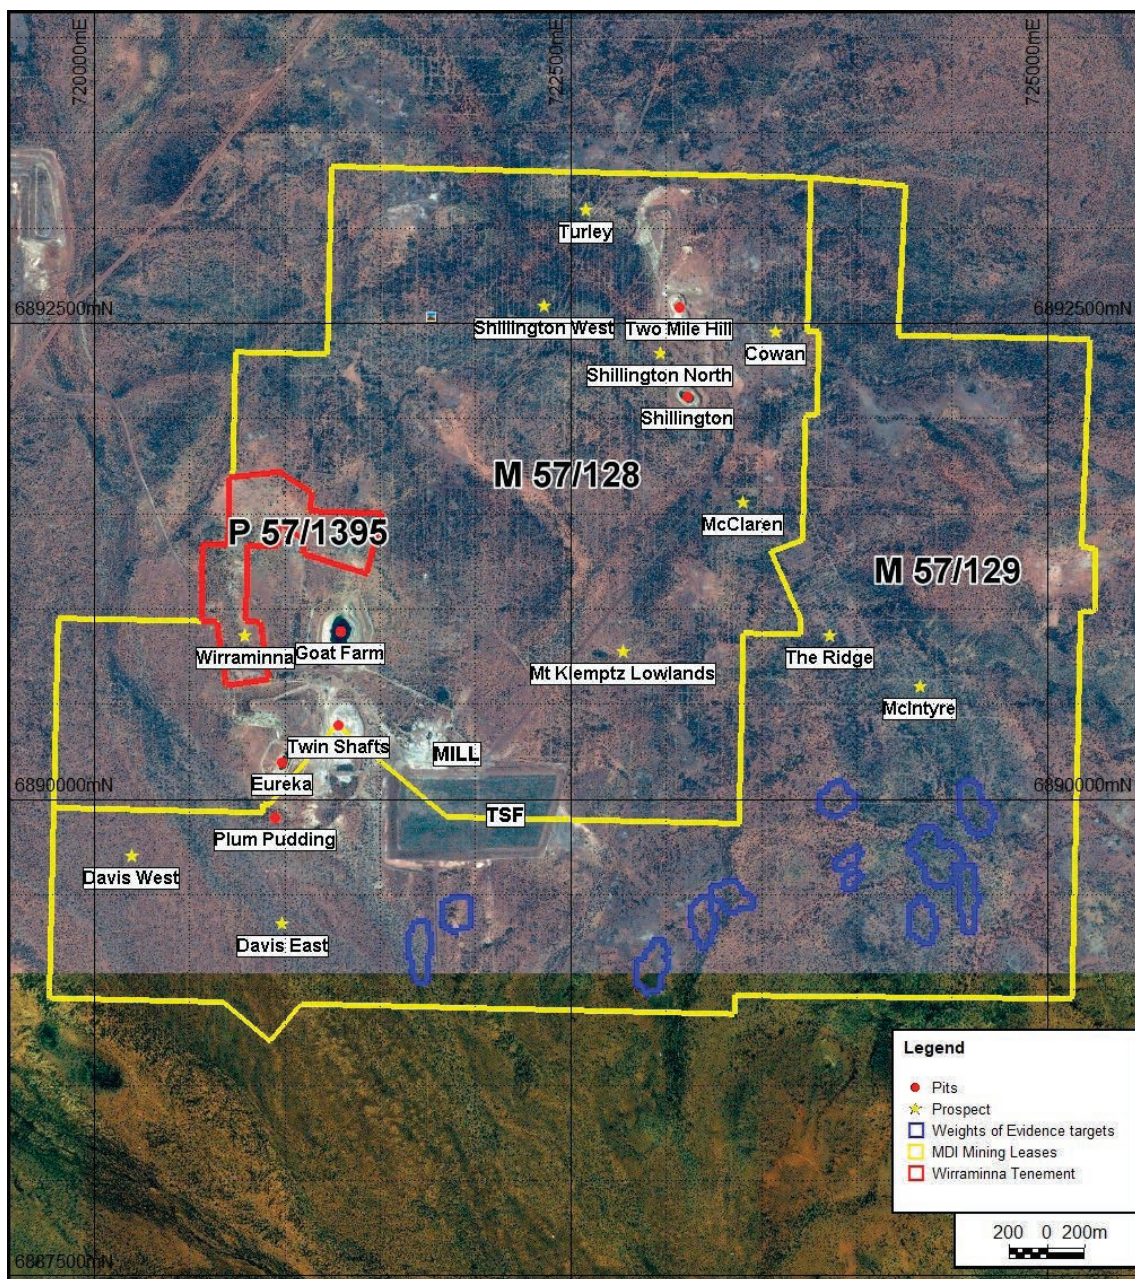 720000mE
722500mE
725000mE
Turley
6892500mN
6892500mN
Shillington West
Two Mile Hill
Cowan
Shillington North
Shillington
M 57/128
McClaren
P 57/1395
M 57/129
Wirraminna
Goat Farm
Mt Klemptz Lowlands
The Ridge
McIntyre
Twin Shafts
MILL
Eureka
6890000mN
6890000mN
TSF
Plum Pudding
Davis West
Davis East
Legend
Pits
Prospect
Weights of Evidence targets
MDI Mining Leases
Wirraminna Tenement
200 0 200m
6887500mN